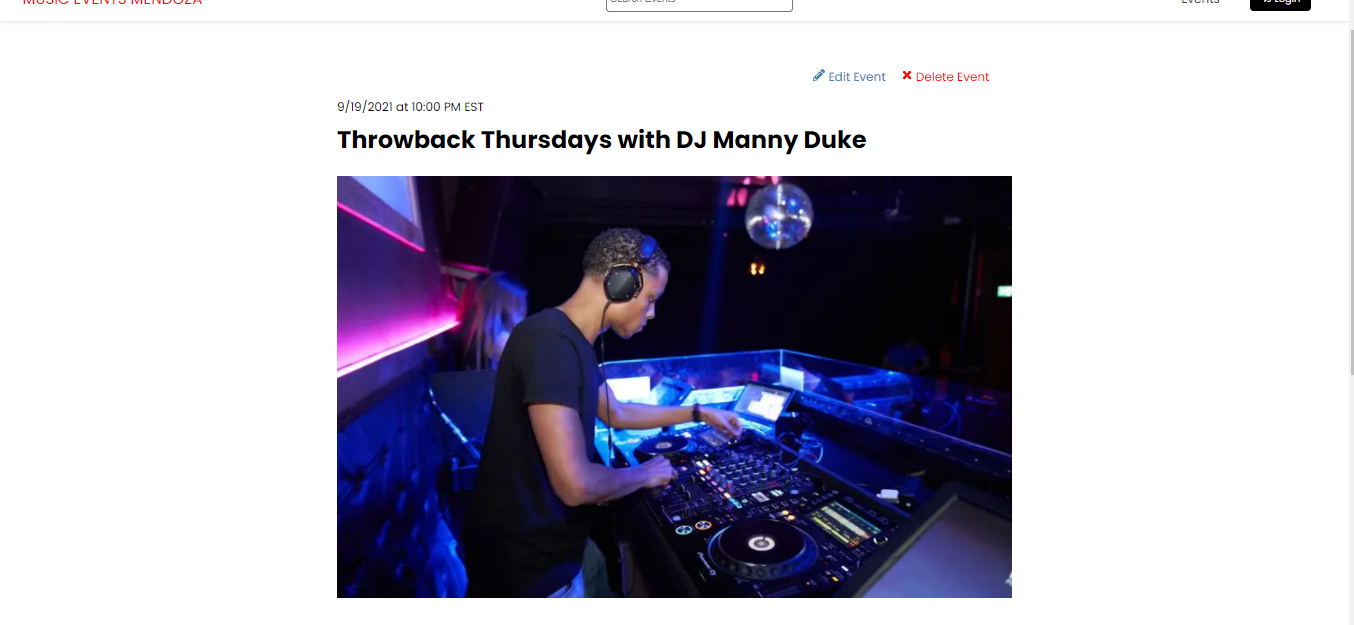 MUSIC EVENTS MENDOZA
Search Events
Events
Login
Edit Event
Delete Event
9/19/2021 at 10:00 PM EST
Throwback Thursdays with DJ Manny Duke